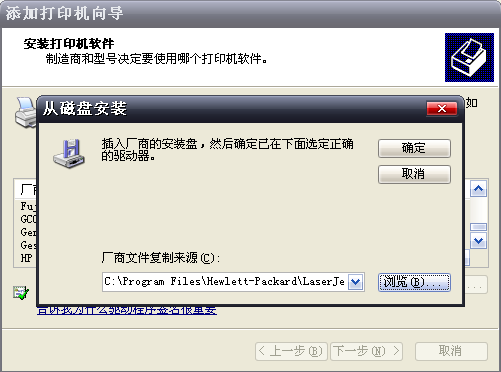 添加打印机向导
安装打印机软件
制造商和型号决定要使用哪个打印机软件。
如
从磁盘安装
插入厂商的安装盘，然后确定已在下面选定正确
的驱动器。
确定
取消
厂
Fu
GCO
Gen
Ges
HP
厂商文件复制来源(C):
C:\Program Files\Hewlett-Packard\LaserJe
浏览(B)...
告诉我为什么驱动程序签名很重要
< 上一步(B)
下一步(N) >
取消